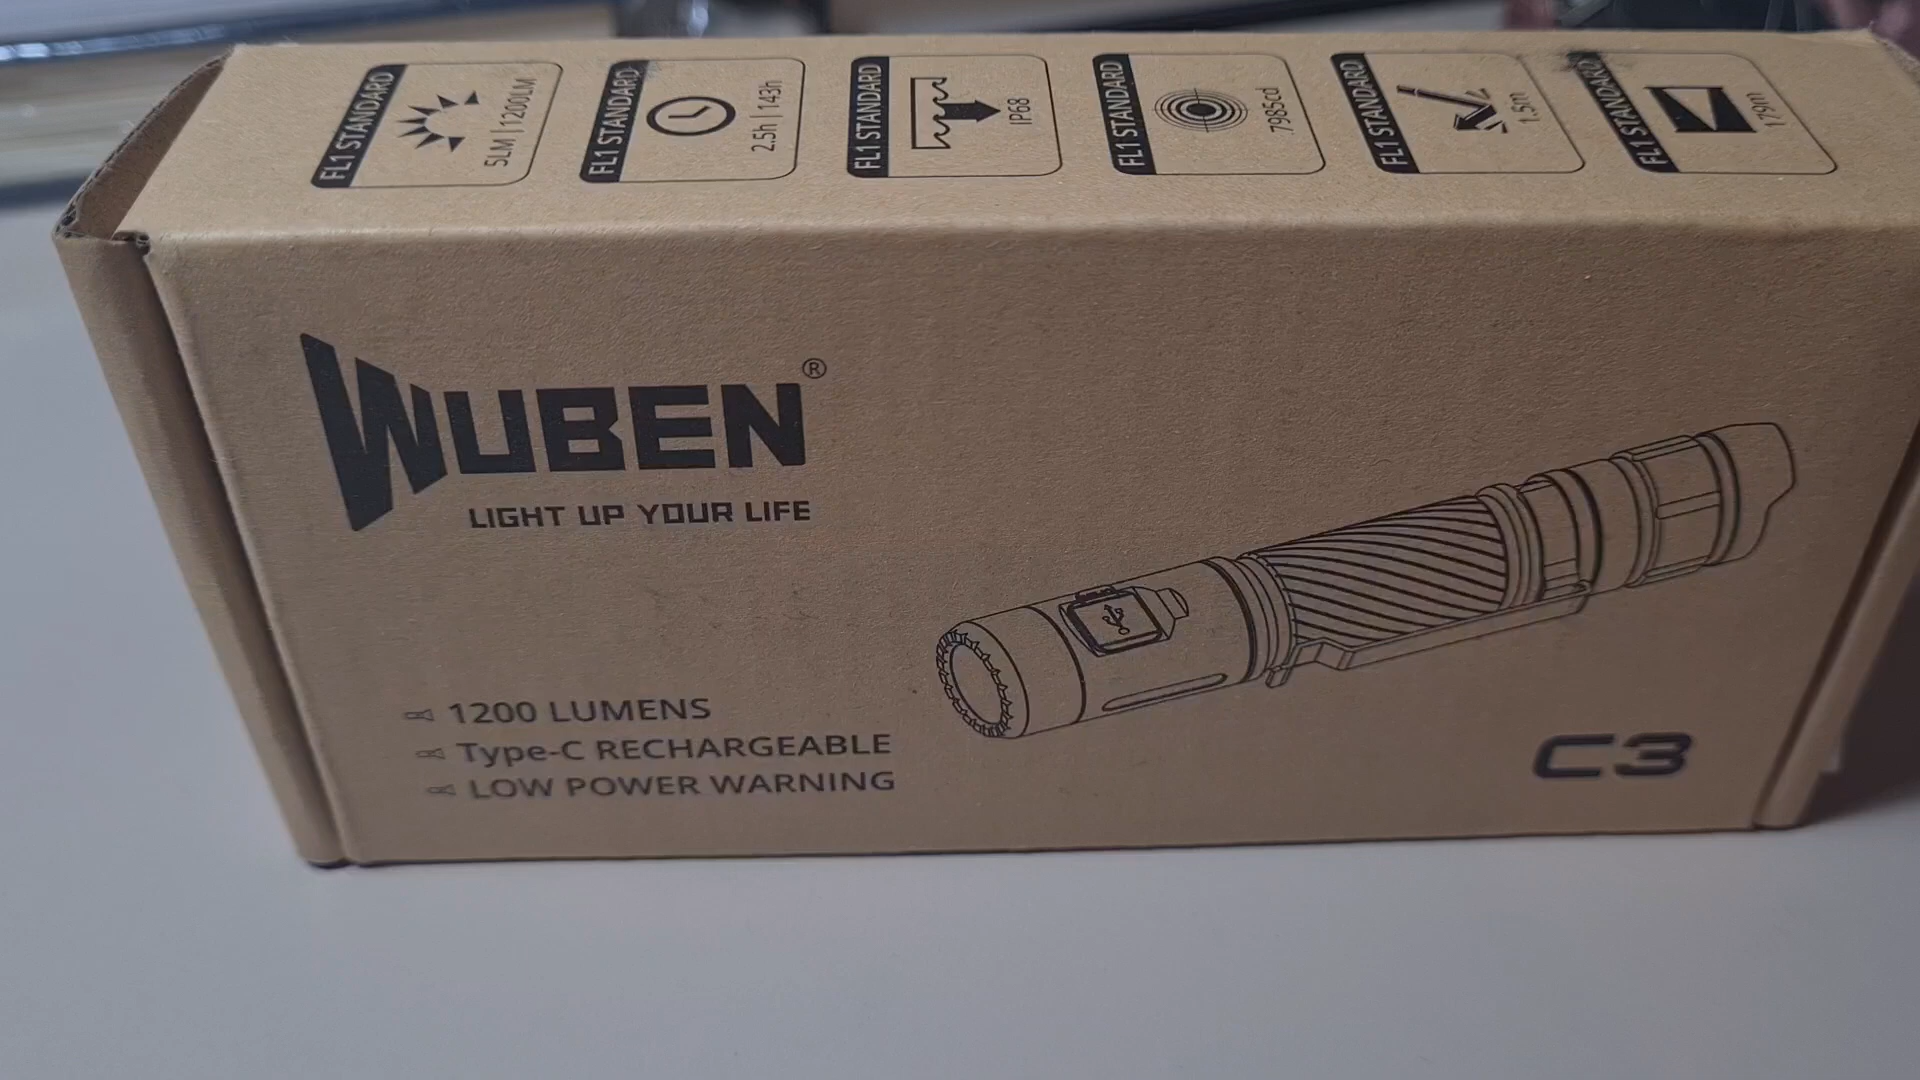 FL1 STANDARD
5LM | 1200LM
FL1 STANDARD
2.5h | 143h
FL1 STANDARD
IP68
FL1 STANDARD
7985cd
FL1 STANDARD
1.5m
FL1 STANDARD
179m
WUBEN®
LIGHT UP YOUR LIFE
1200 LUMENS
Type-C RECHARGEABLE
LOW POWER WARNING
C3